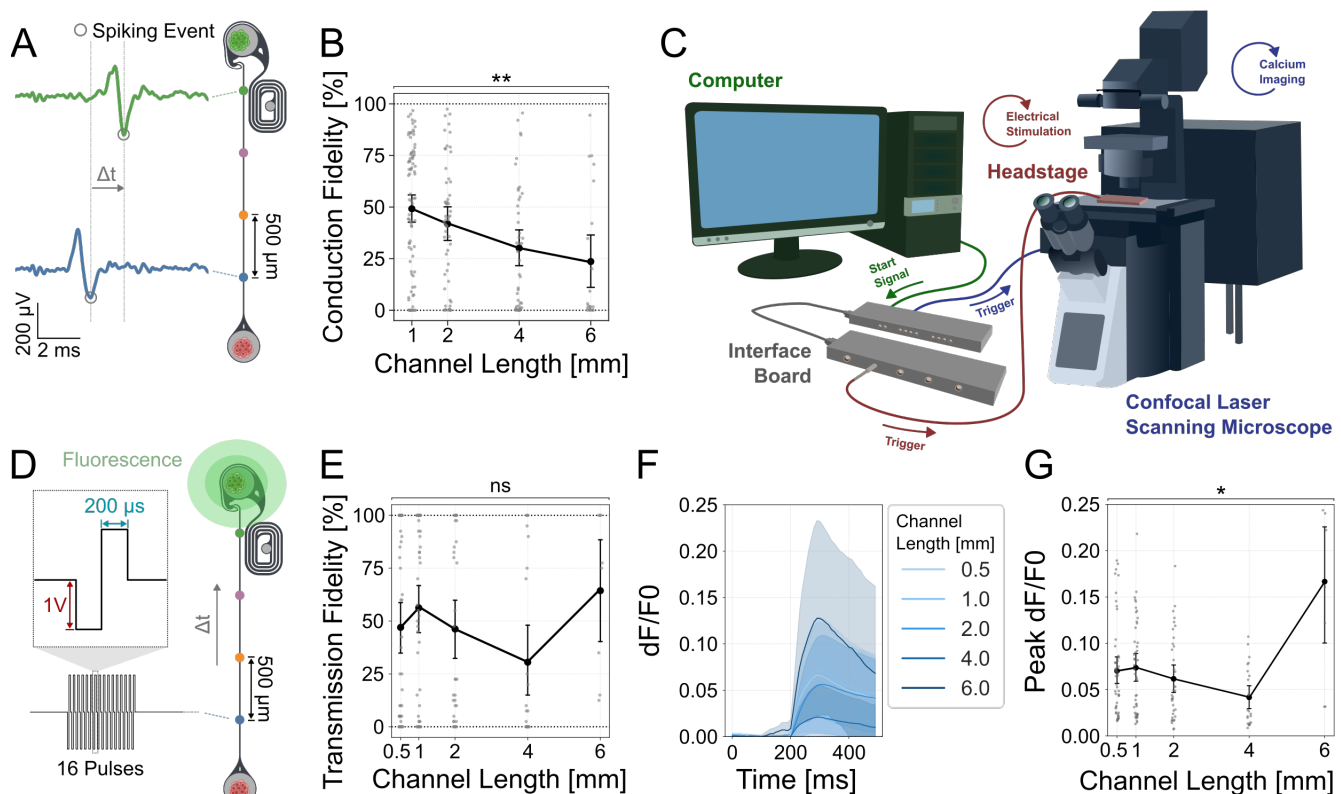 A
Spiking Event
Δt
500 µm
200 µV
2 ms
B
**
Conduction Fidelity [%]
100
75
50
25
0
1 2 4 6
Channel Length [mm]
C
Computer
Calcium
Imaging
Electrical
Stimulation
Headstage
Start
Signal
Trigger
Interface
Board
Trigger
Confocal Laser
Scanning Microscope
D
Fluorescence
200 µs
1V
Δt
500 µm
16 Pulses
E
ns
Transmission Fidelity [%]
100
75
50
25
0
0.5 1 2 4 6
Channel Length [mm]
F
dF/F0
0.25
0.20
0.15
0.10
0.05
0.00
0 200 400
Time [ms]
Channel
Length [mm]
0.5
1.0
2.0
4.0
6.0
G
*
Peak dF/F0
0.25
0.20
0.15
0.10
0.05
0.00
0.5 1 2 4 6
Channel Length [mm]